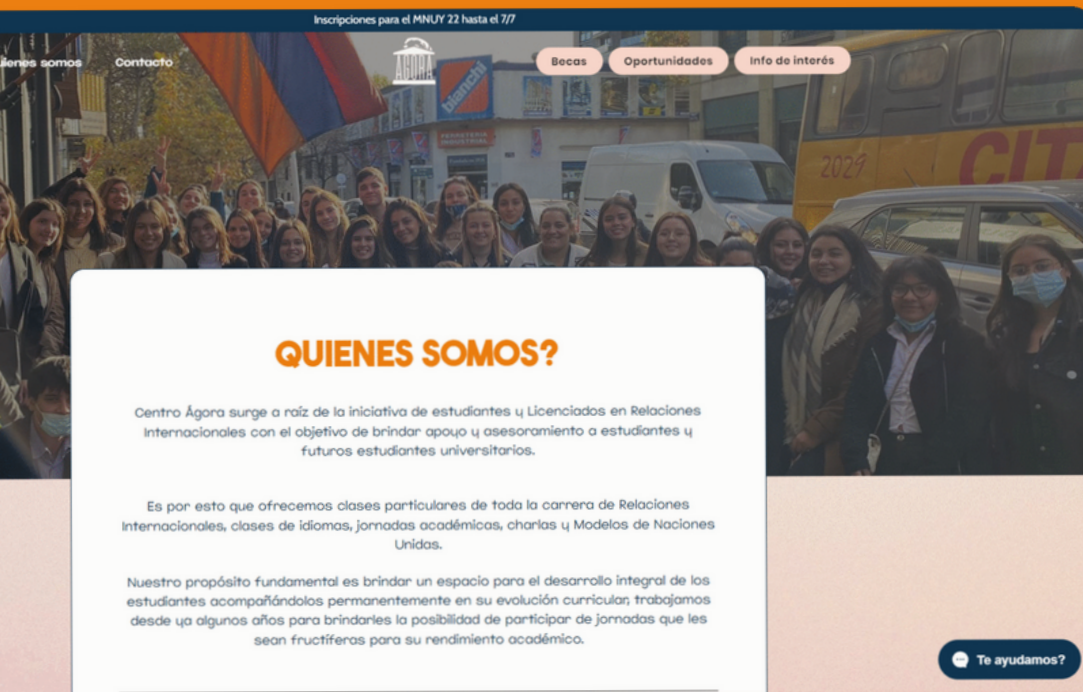 Inscripciones para el MNUY 22 hasta el 7/7
uienes somos
Contacto
ÁGORA
Becas
Oportunidades
Info de interés
bianchi
FERRETERIA
INDUSTRIAL
2029
CIT
QUIENES SOMOS?
Centro Ágora surge a raíz de la iniciativa de estudiantes y Licenciados en Relaciones
Internacionales con el objetivo de brindar apoyo y asesoramiento a estudiantes y
futuros estudiantes universitarios.
Es por esto que ofrecemos clases particulares de toda la carrera de Relaciones
Internacionales, clases de idiomas, jornadas académicas, charlas y Modelos de Naciones
Unidas.
Nuestro propósito fundamental es brindar un espacio para el desarrollo integral de los
estudiantes acompañándolos permanentemente en su evolución curricular, trabajamos
desde ya algunos años para brindarles la posibilidad de participar de jornadas que les
sean fructíferas para su rendimiento académico.
Te ayudamos?